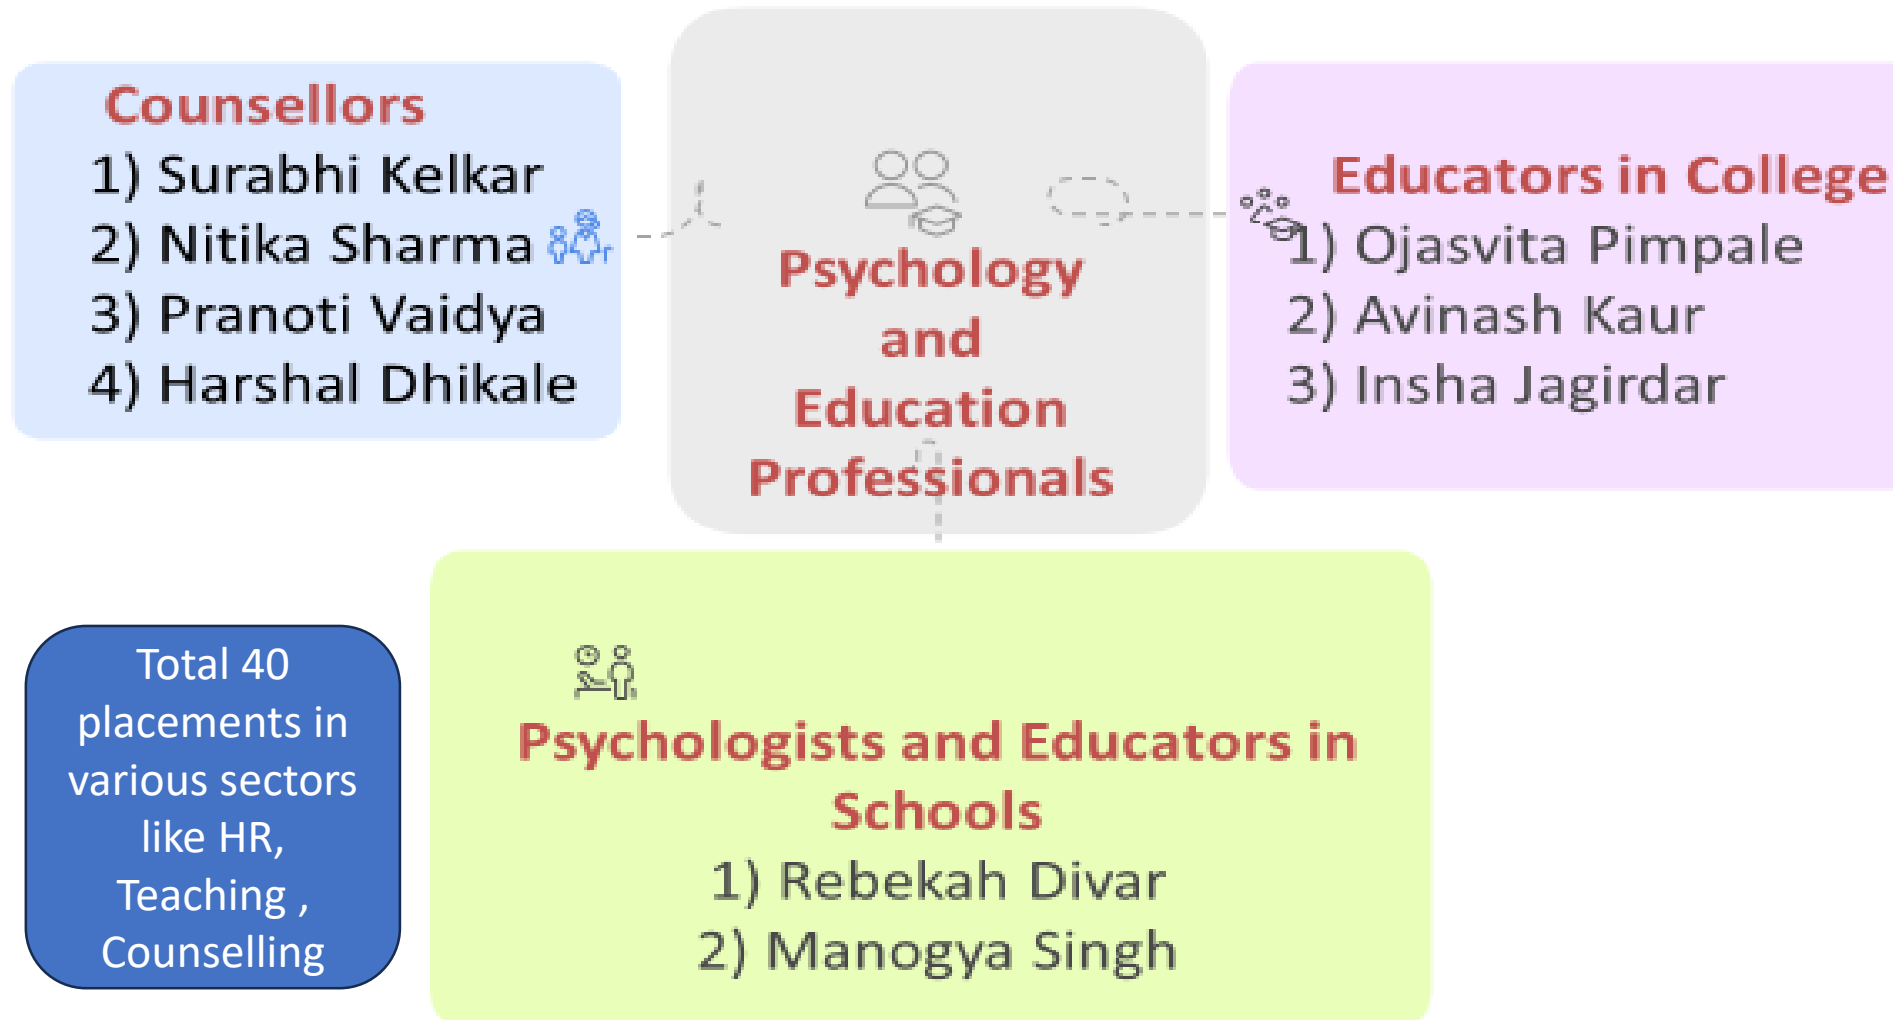 Counsellors
1) Surabhi Kelkar
2) Nitika Sharma
3) Pranoti Vaidya
4) Harshal Dhikale
Psychology
and
Education
Professionals
Educators in College
1) Ojasvita Pimpale
2) Avinash Kaur
3) Insha Jagirdar
Total 40
placements in
various sectors
like HR,
Teaching ,
Counselling
Psychologists and Educators in
Schools
1) Rebekah Divar
2) Manogya Singh